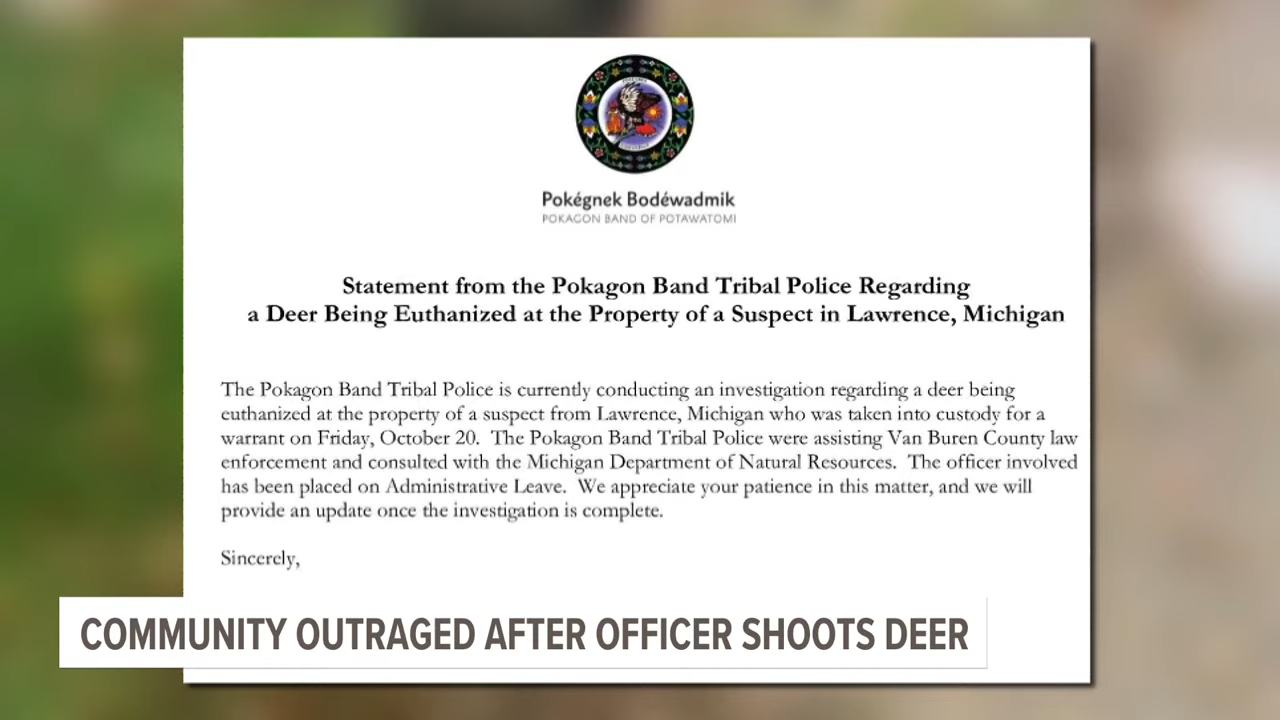 Pokégnek Bodéwadmik
POKAGON BAND OF POTAWATOMI
Statement from the Pokagon Band Tribal Police Regarding
a Deer Being Euthanized at the Property of a Suspect in Lawrence, Michigan
The Pokagon Band Tribal Police is currently conducting an investigation regarding a deer being
euthanized at the property of a suspect from Lawrence, Michigan who was taken into custody for a
warrant on Friday, October 20.  The Pokagon Band Tribal Police were assisting Van Buren County law
enforcement and consulted with the Michigan Department of Natural Resources.  The officer involved
has been placed on Administrative Leave.  We appreciate your patience in this matter, and we will
provide an update once the investigation is complete.
Sincerely,
COMMUNITY OUTRAGED AFTER OFFICER SHOOTS DEER